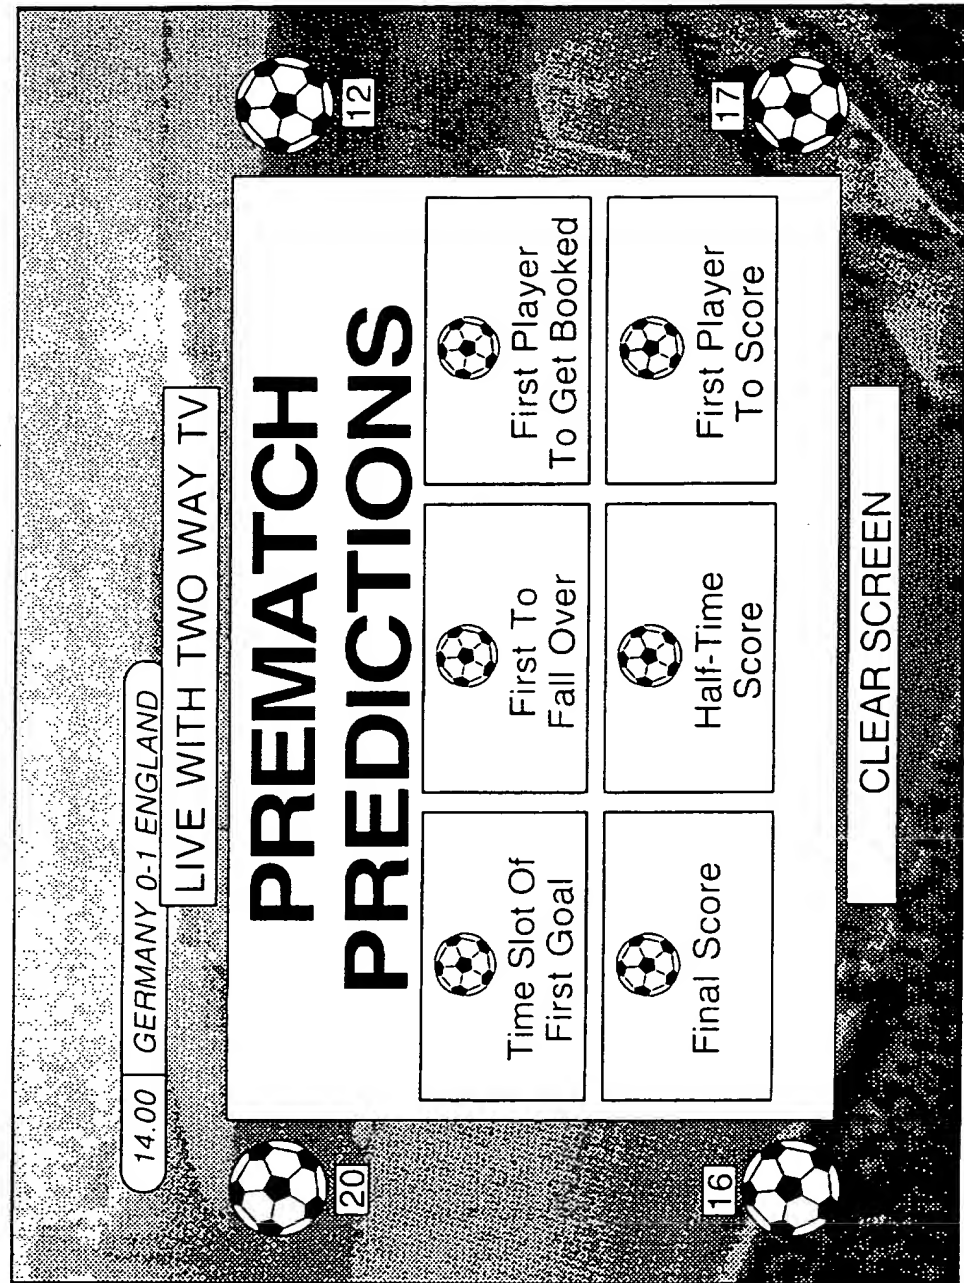 14.00 GERMANY 0-1 ENGLAND
LIVE WITH TWO WAY TV
20
12
PREMATCH
PREDICTIONS
Time Slot Of
First Goal
First To
Fall Over
First Player
To Get Booked
Final Score
Half-Time
Score
First Player
To Score
16
17
CLEAR SCREEN